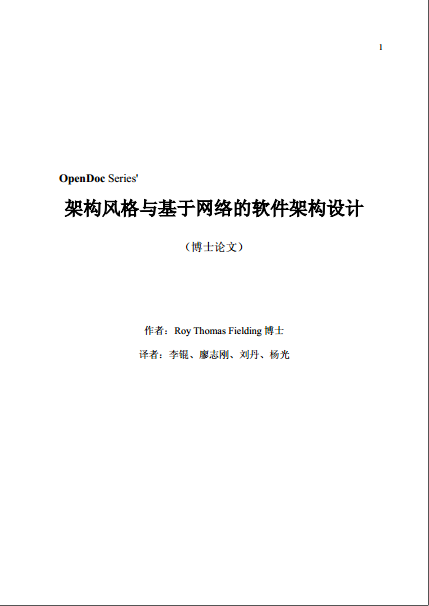 1
OpenDoc Series'
架构风格与基于网络的软件架构设计
（博士论文）
作者：Roy Thomas Fielding 博士
译者：李锟、廖志刚、刘丹、杨光